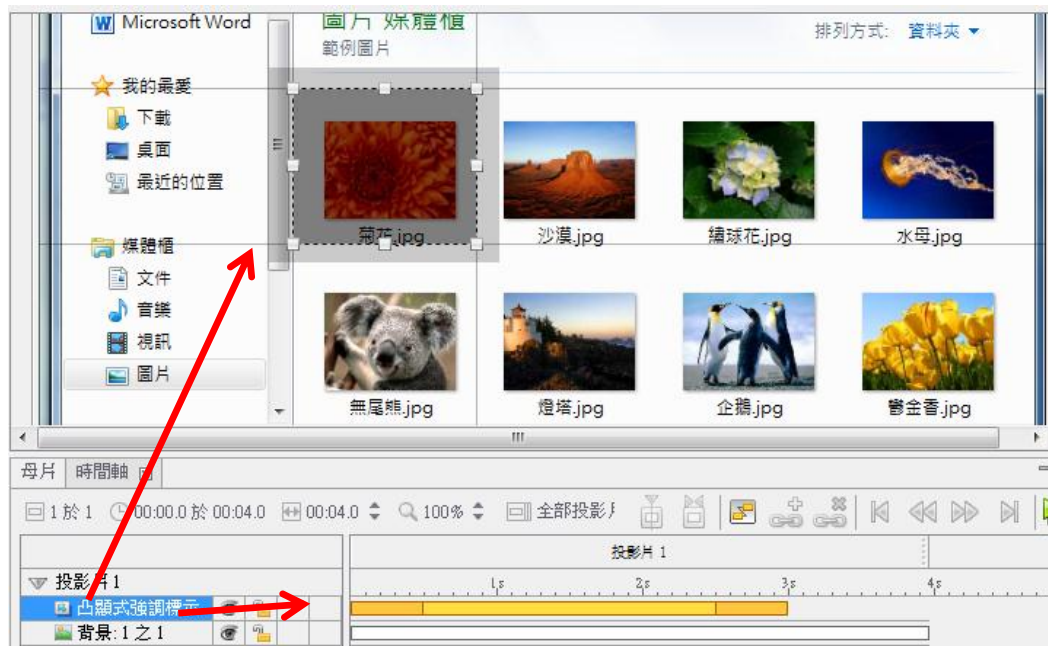 Microsoft Word
圖片 媒體櫃
範例圖片
排列方式: 資料夾
我的最愛
下載
桌面
最近的位置
菊花.jpg
沙漠.jpg
繡球花.jpg
水母.jpg
媒體櫃
文件
音樂
視訊
圖片
無尾熊.jpg
燈塔.jpg
企鵝.jpg
鬱金香.jpg
母片 時間軸
1 於 1 00:00.0 於 00:04.0 00:04.0 100% 全部投影片
投影片 1
投影片 1
1s 2s 3s 4s
凸顯式強調標示
背景: 1 之 1